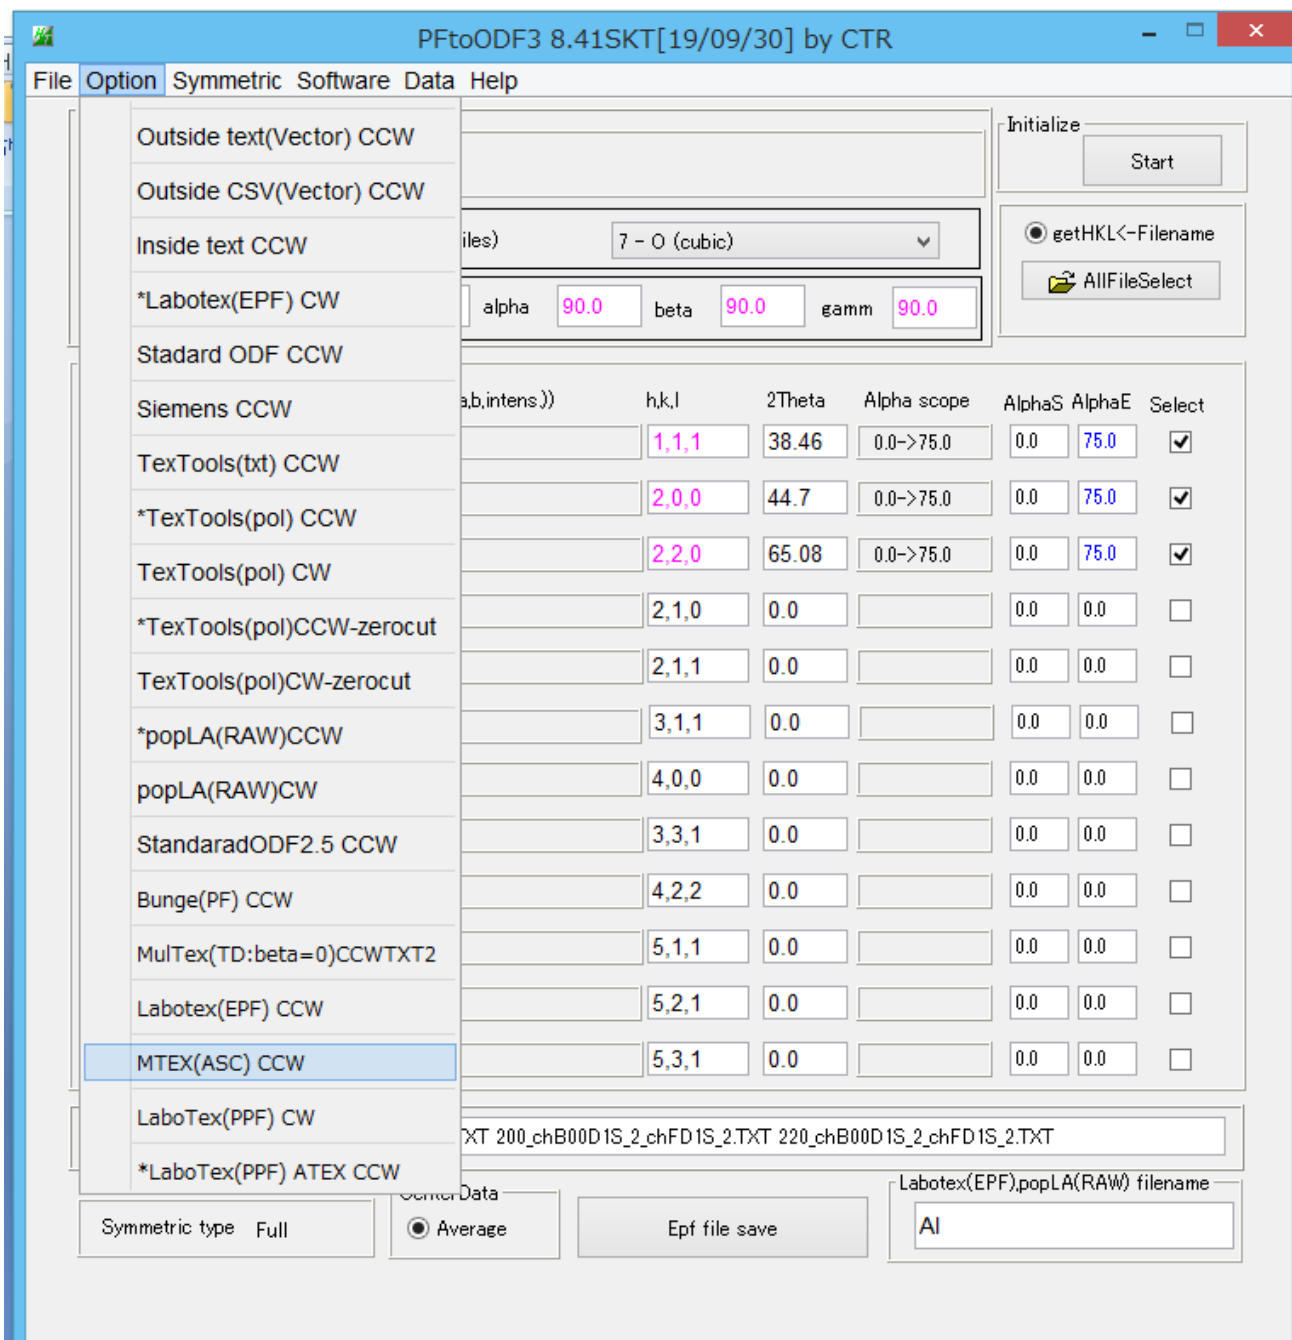 PFtoODF3 8.41SKT[19/09/30] by CTR
File Option Symmetric Software Data Help
Outside text(Vector) CCW
Outside CSV(Vector) CCW
Inside text CCW
*Labotex(EPF) CW
Stadard ODF CCW
Siemens CCW
TexTools(txt) CCW
*TexTools(pol) CCW
TexTools(pol) CW
*TexTools(pol)CCW-zerocut
TexTools(pol)CW-zerocut
*popLA(RAW)CCW
popLA(RAW)CW
StandaradODF2.5 CCW
Bunge(PF) CCW
MulTex(TD:beta=0)CCWTXT2
Labotex(EPF) CCW
MTEX(ASC) CCW
LaboTex(PPF) CW
*LaboTex(PPF) ATEX CCW
Initialize
Start
iles) 7 - O (cubic)
getHKL<-Filename
AllFileSelect
alpha 90.0 beta 90.0 gamm 90.0
a,b,intens.)) h,k,l 2Theta Alpha scope AlphaS AlphaE Select
1,1,1 38.46 0.0->75.0 0.0 75.0
2,0,0 44.7 0.0->75.0 0.0 75.0
2,2,0 65.08 0.0->75.0 0.0 75.0
2,1,0 0.0 0.0 0.0
2,1,1 0.0 0.0 0.0
3,1,1 0.0 0.0 0.0
4,0,0 0.0 0.0 0.0
3,3,1 0.0 0.0 0.0
4,2,2 0.0 0.0 0.0
5,1,1 0.0 0.0 0.0
5,2,1 0.0 0.0 0.0
5,3,1 0.0 0.0 0.0
XT 200_chB00D1S_2_chFD1S_2.TXT 220_chB00D1S_2_chFD1S_2.TXT
Symmetric type Full
CenterData
Average
Epf file save
Labotex(EPF),popLA(RAW) filename
Al